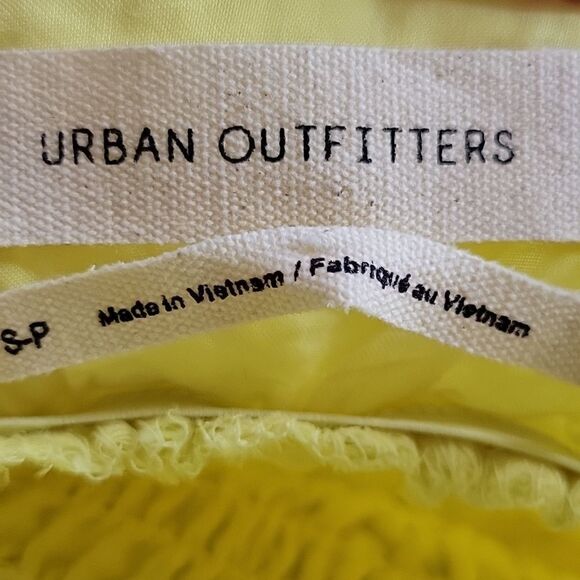 URBAN OUTFITTERS
S-P Made in Vietnam / Fabriqué au Vietnam